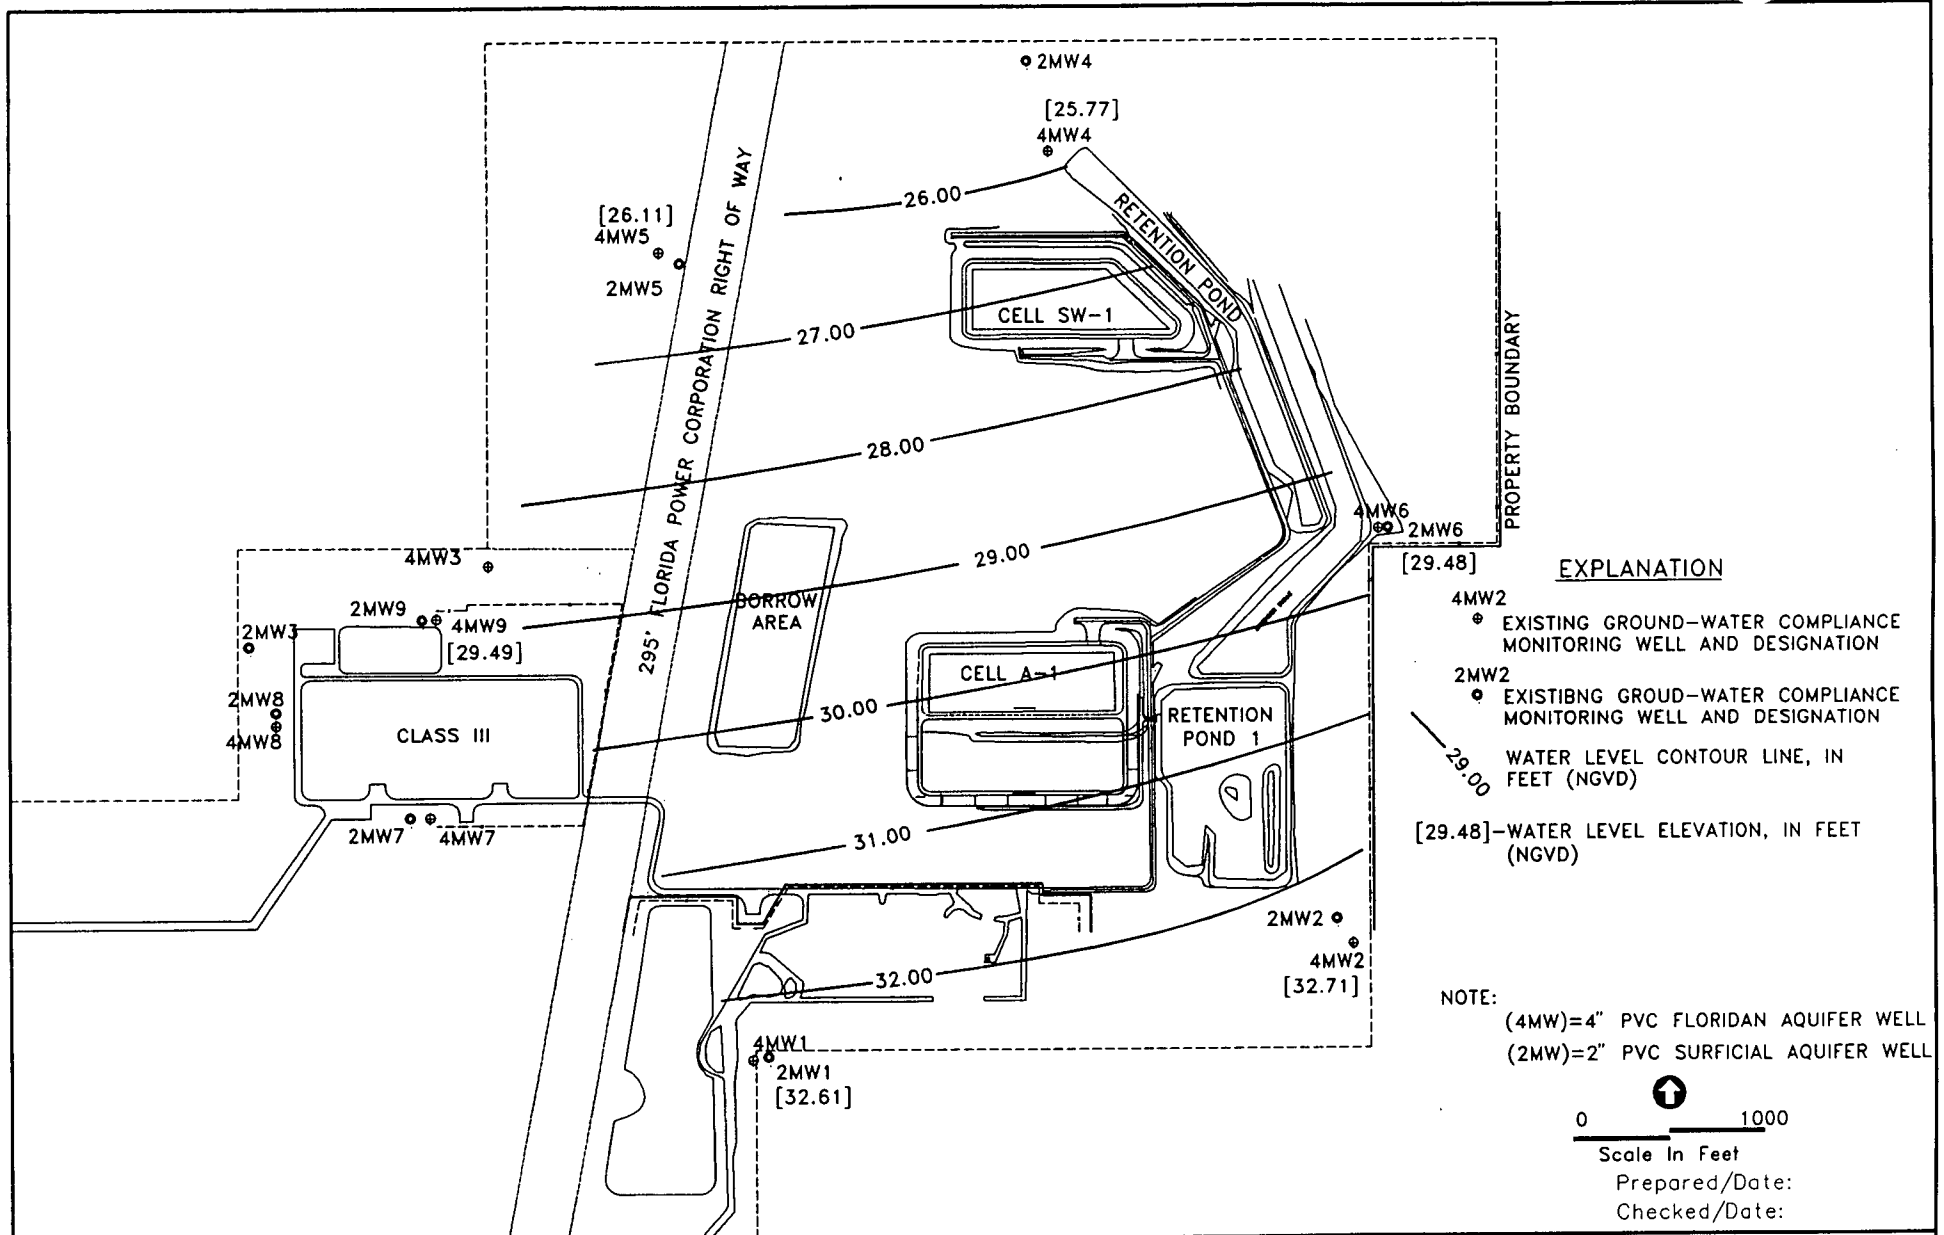 2MW4
[25.77]
4MW4
26.00
RETENTION POND
[26.11]
4MW5
2MW5
295' FLORIDA POWER CORPORATION RIGHT OF WAY
27.00
CELL SW-1
PROPERTY BOUNDARY
28.00
29.00
4MW6
2MW6
[29.48]
4MW3
2MW9
4MW9
[29.49]
2MW3
BORROW
AREA
CELL A-1
2MW8
4MW8
CLASS III
30.00
RETENTION
POND 1
2MW7
4MW7
31.00
32.00
2MW2
4MW2
[32.71]
4MW1
2MW1
[32.61]
EXPLANATION
4MW2
EXISTING GROUND-WATER COMPLIANCE
MONITORING WELL AND DESIGNATION
2MW2
EXISTIBNG GROUD-WATER COMPLIANCE
MONITORING WELL AND DESIGNATION
29.00
WATER LEVEL CONTOUR LINE, IN
FEET (NGVD)
[29.48]-WATER LEVEL ELEVATION, IN FEET
(NGVD)
NOTE:
(4MW)=4" PVC FLORIDAN AQUIFER WELL
(2MW)=2" PVC SURFICIAL AQUIFER WELL
0 1000
Scale In Feet
Prepared/Date:
Checked/Date: